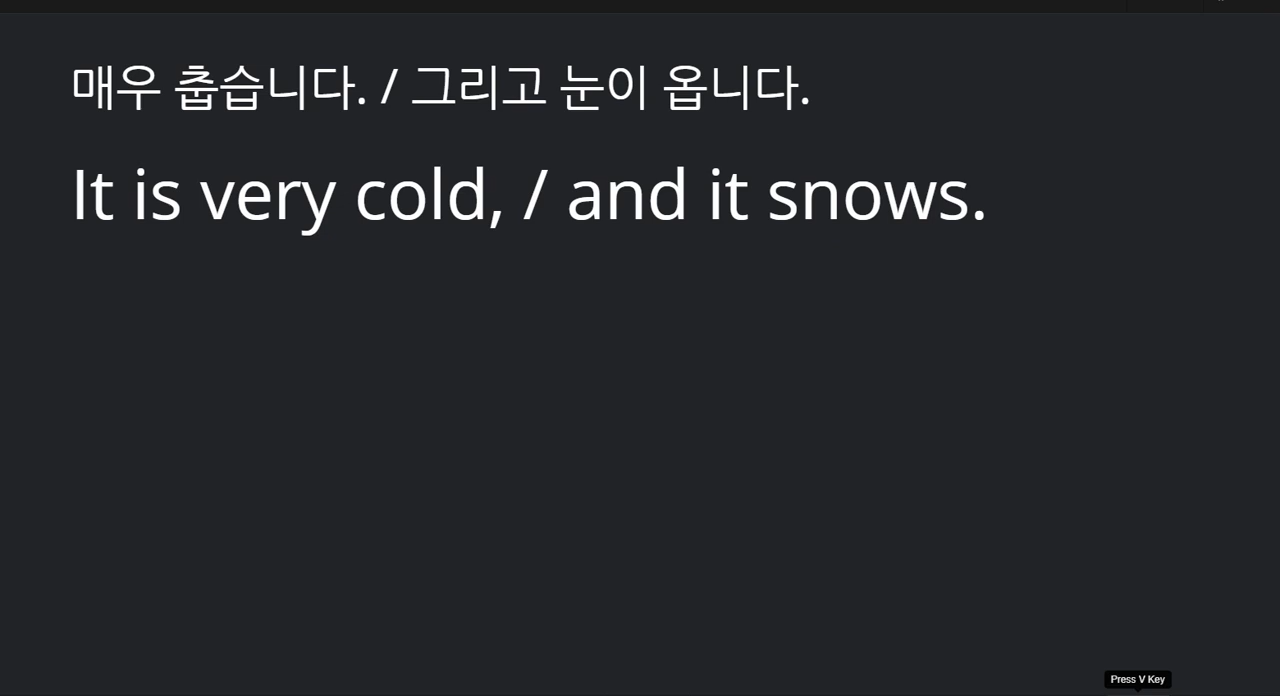 매우 춥습니다. / 그리고 눈이 옵니다.
It is very cold, / and it snows.
Press V Key